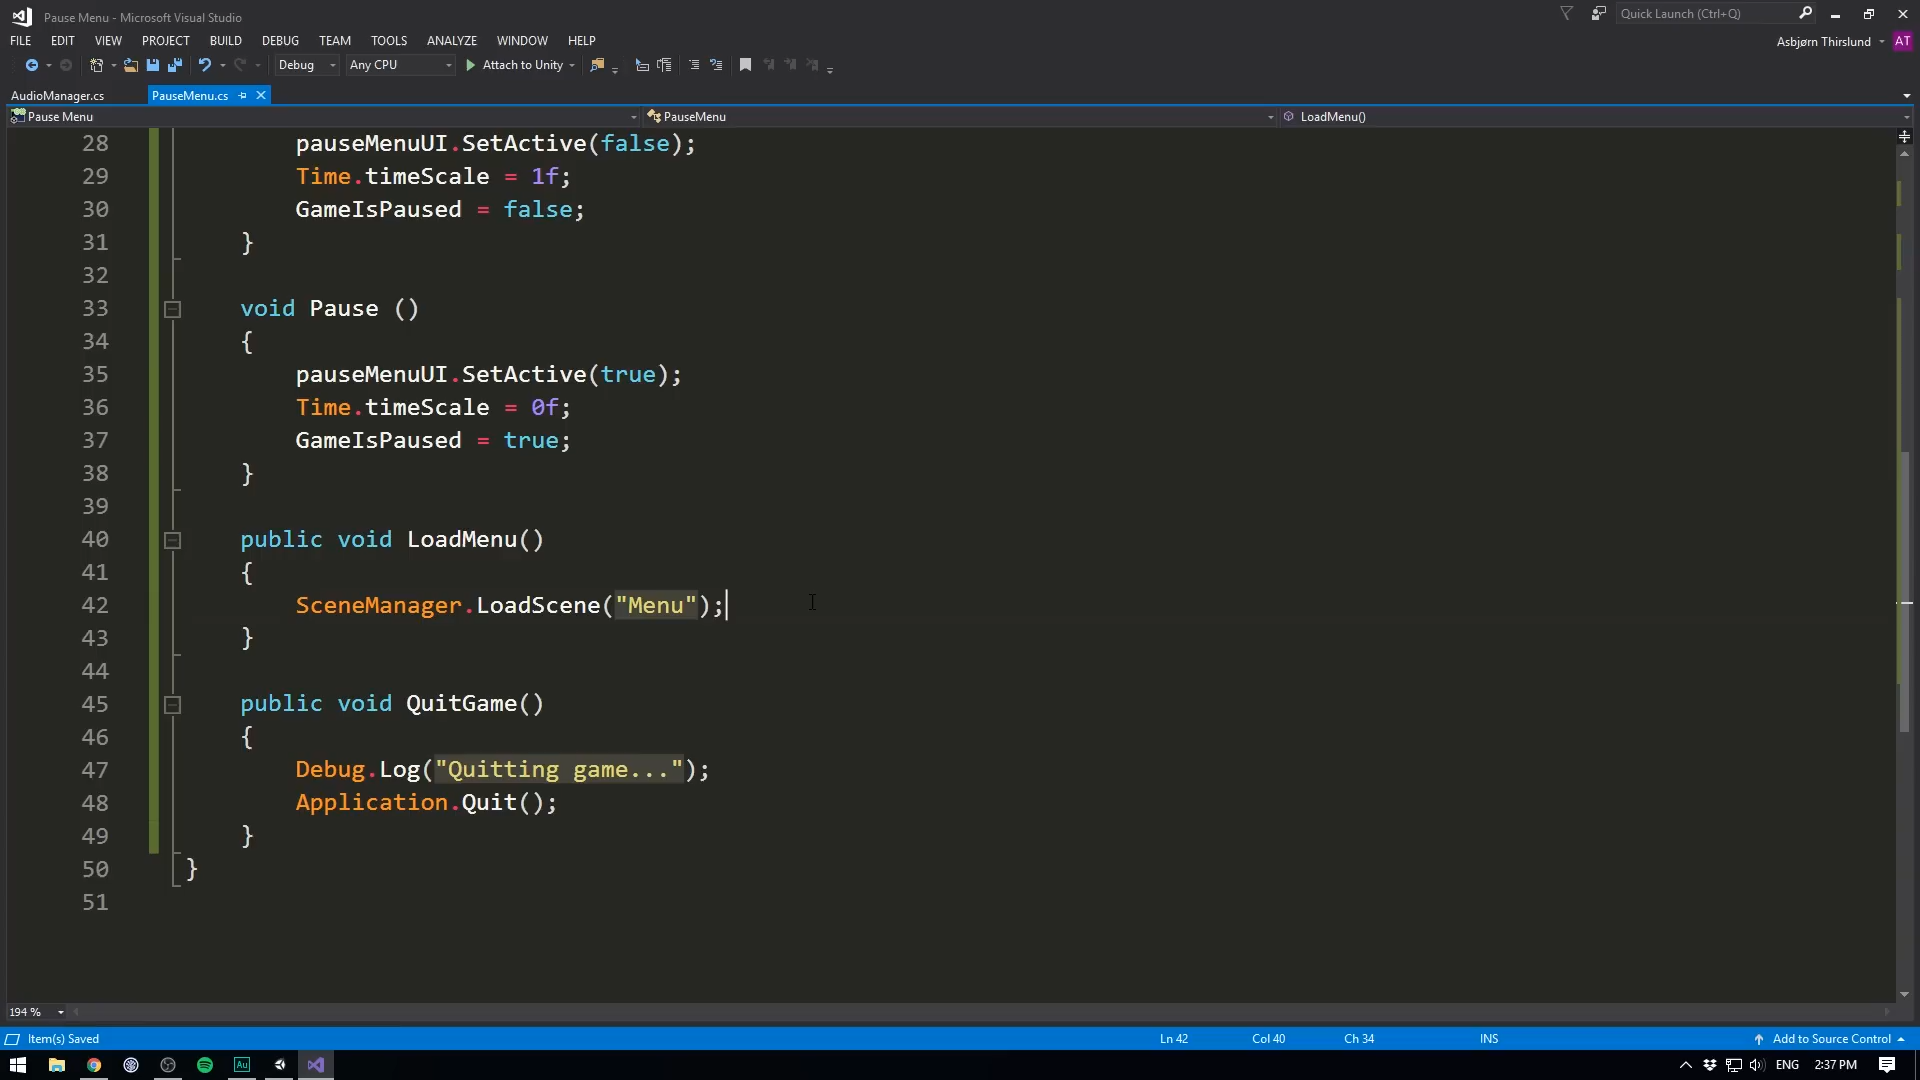 Pause Menu - Microsoft Visual Studio
Quick Launch (Ctrl+Q)
FILE EDIT VIEW PROJECT BUILD DEBUG TEAM TOOLS ANALYZE WINDOW HELP
Asbjørn Thirslund AT
Debug Any CPU Attach to Unity
AudioManager.cs PauseMenu.cs
Pause Menu PauseMenu LoadMenu()
28 pauseMenuUI.SetActive(false);
29 Time.timeScale = 1f;
30 GameIsPaused = false;
31 }
32
33 void Pause ()
34 {
35 pauseMenuUI.SetActive(true);
36 Time.timeScale = 0f;
37 GameIsPaused = true;
38 }
39
40 public void LoadMenu()
41 {
42 SceneManager.LoadScene("Menu");
43 }
44
45 public void QuitGame()
46 {
47 Debug.Log("Quitting game...");
48 Application.Quit();
49 }
50 }
51
194 %
Item(s) Saved Ln 42 Col 40 Ch 34 INS Add to Source Control
Au ENG 2:37 PM